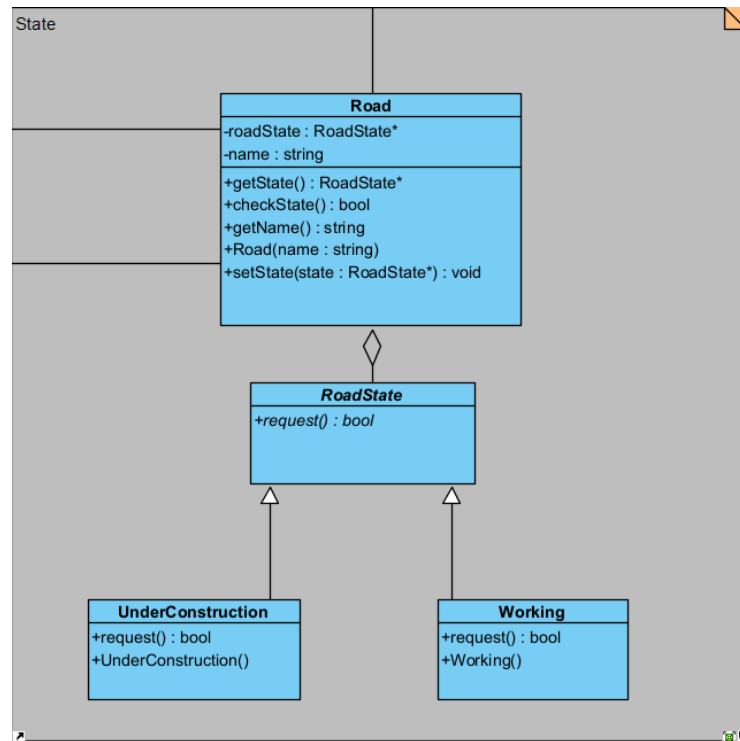 State
Road
-roadState : RoadState*
-name : string
+getState() : RoadState*
+checkState() : bool
+getName() : string
+Road(name : string)
+setState(state : RoadState*) : void
RoadState
+request() : bool
UnderConstruction
+request() : bool
+UnderConstruction()
Working
+request() : bool
+Working()